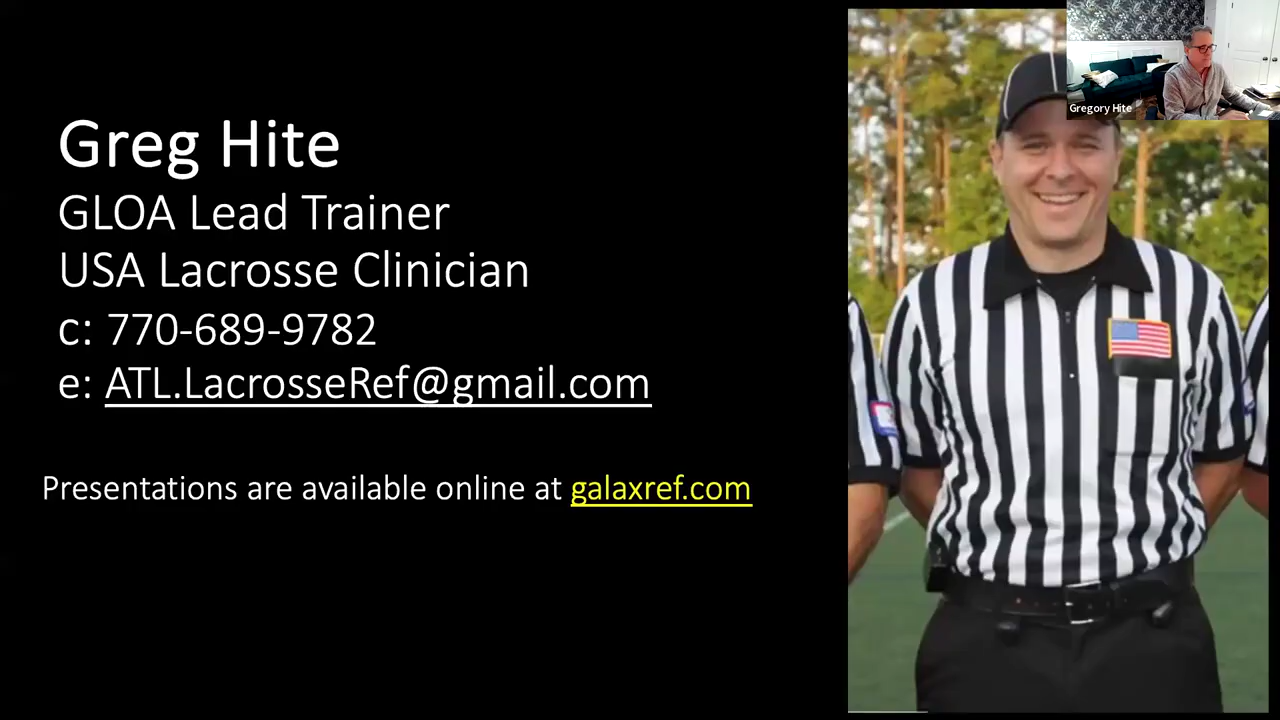 Greg Hite
GLOA Lead Trainer
USA Lacrosse Clinician
c: 770-689-9782
e: ATL.LacrosseRef@gmail.com
Presentations are available online at galaxref.com
Gregory Hite